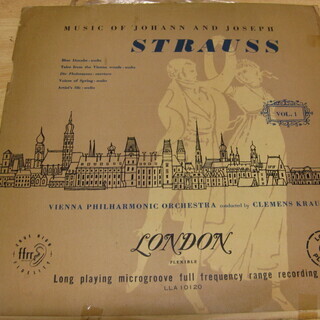 MUSIC OF JOHANN AND JOSEPH
STRAUSS
Blue Danube—waltz
Tales from the Vienna woods—waltz
Die Fledermaus—overture
Voices of Spring—waltz
Artist's life—waltz
VOL. 1
VIENNA PHILHARMONIC ORCHESTRA conducted by CLEMENS KRAU
LONDON
FLEXIBLE
Long playing microgroove full frequency range recording
LLA 10120
ffrr